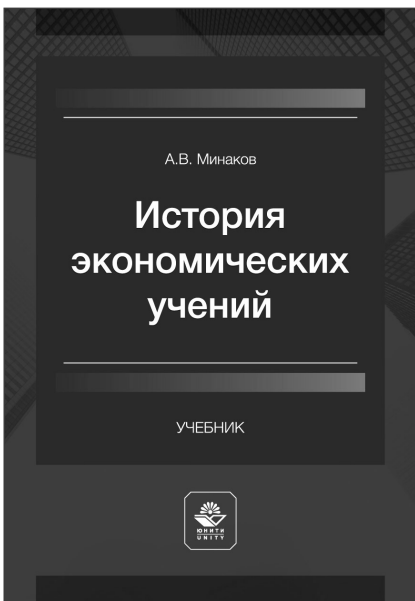 А.В. Минаков
История
экономических
учений
УЧЕБНИК
ЮНИТИ
UNITY